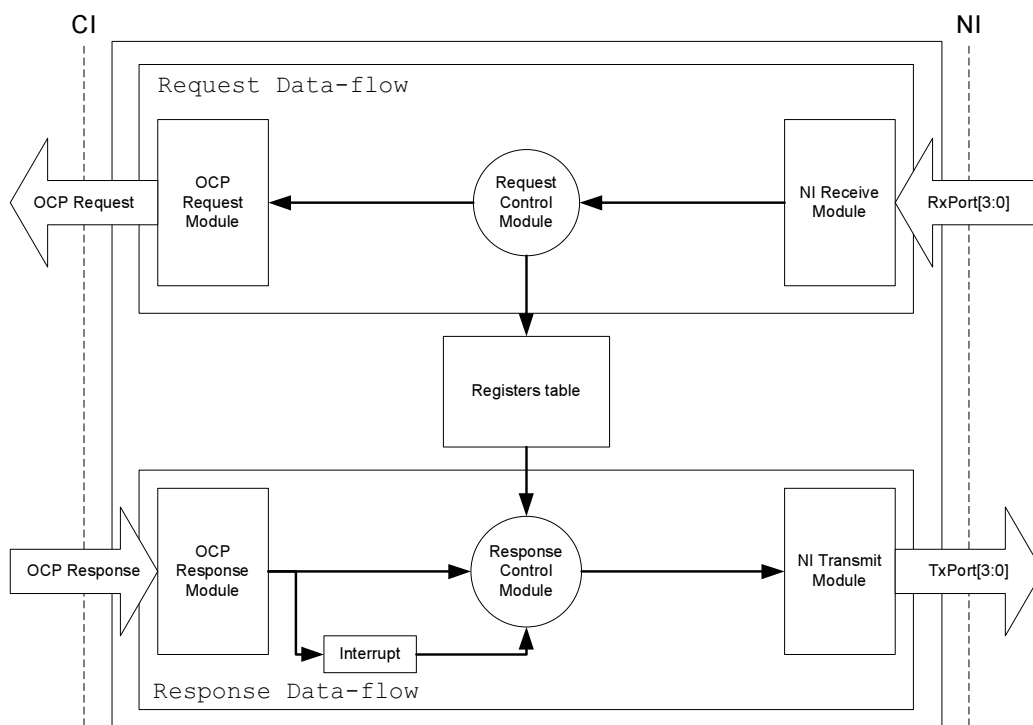 CI
NI
Request Data-flow
OCP Request
OCP
Request
Module
Request
Control
Module
NI Receive
Module
RxPort[3:0]
Registers table
OCP Response
OCP
Response
Module
Response
Control
Module
NI Transmit
Module
TxPort[3:0]
Interrupt
Response Data-flow